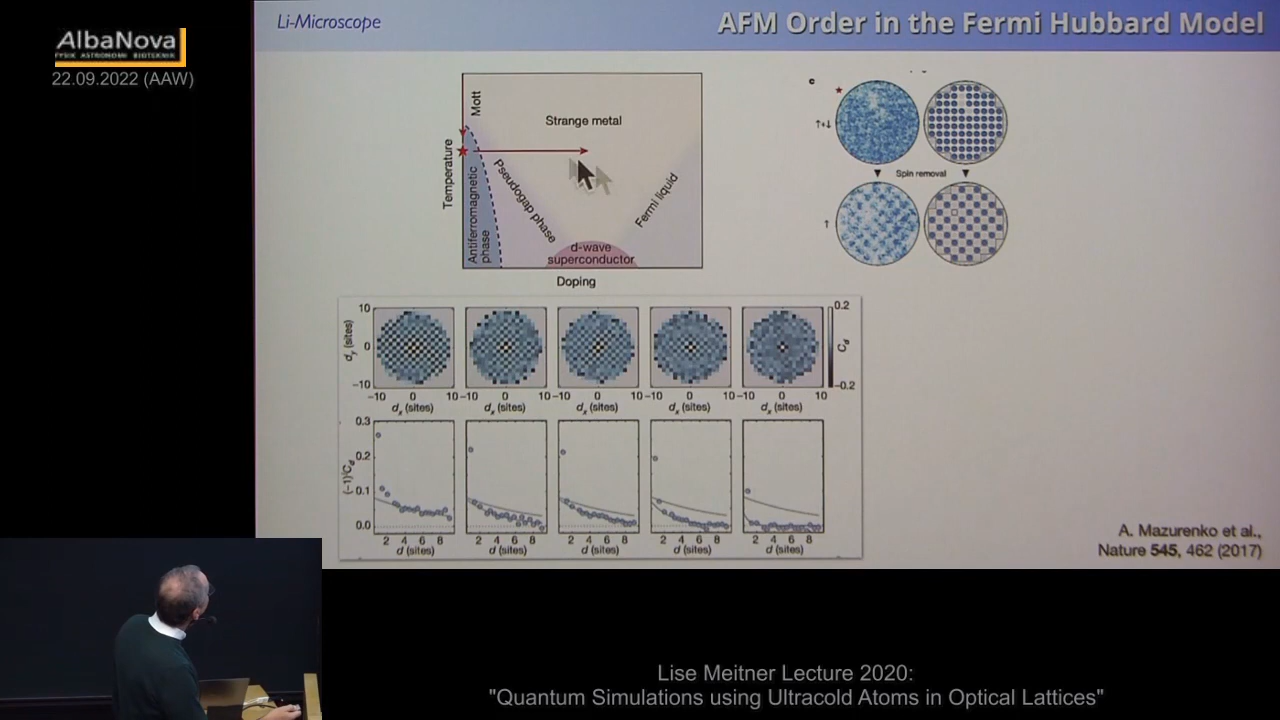 Li-Microscope
AFM Order in the Fermi Hubbard Model
AlbaNova
FYSIK ASTRONOMI BIOTEKNIK
22.09.2022 (AAW)
Temperature
Mott
Strange metal
Antiferromagnetic
phase
Pseudogap phase
Fermi liquid
d-wave
superconductor
Doping
c
↑+↓
Spin removal
↑
10
0
−10
d_y (sites)
−10 0 10 −10 0 10 −10 0 10 −10 0 10 −10 0 10
d_x (sites) d_x (sites) d_x (sites) d_x (sites) d_x (sites)
0.2
C_d
−0.2
0.3
0.2
0.1
0.0
2 4 6 8 2 4 6 8 2 4 6 8 2 4 6 8 2 4 6 8
d (sites) d (sites) d (sites) d (sites) d (sites)
A. Mazurenko et al.,
Nature 545, 462 (2017)
Lise Meitner Lecture 2020:
"Quantum Simulations using Ultracold Atoms in Optical Lattices"